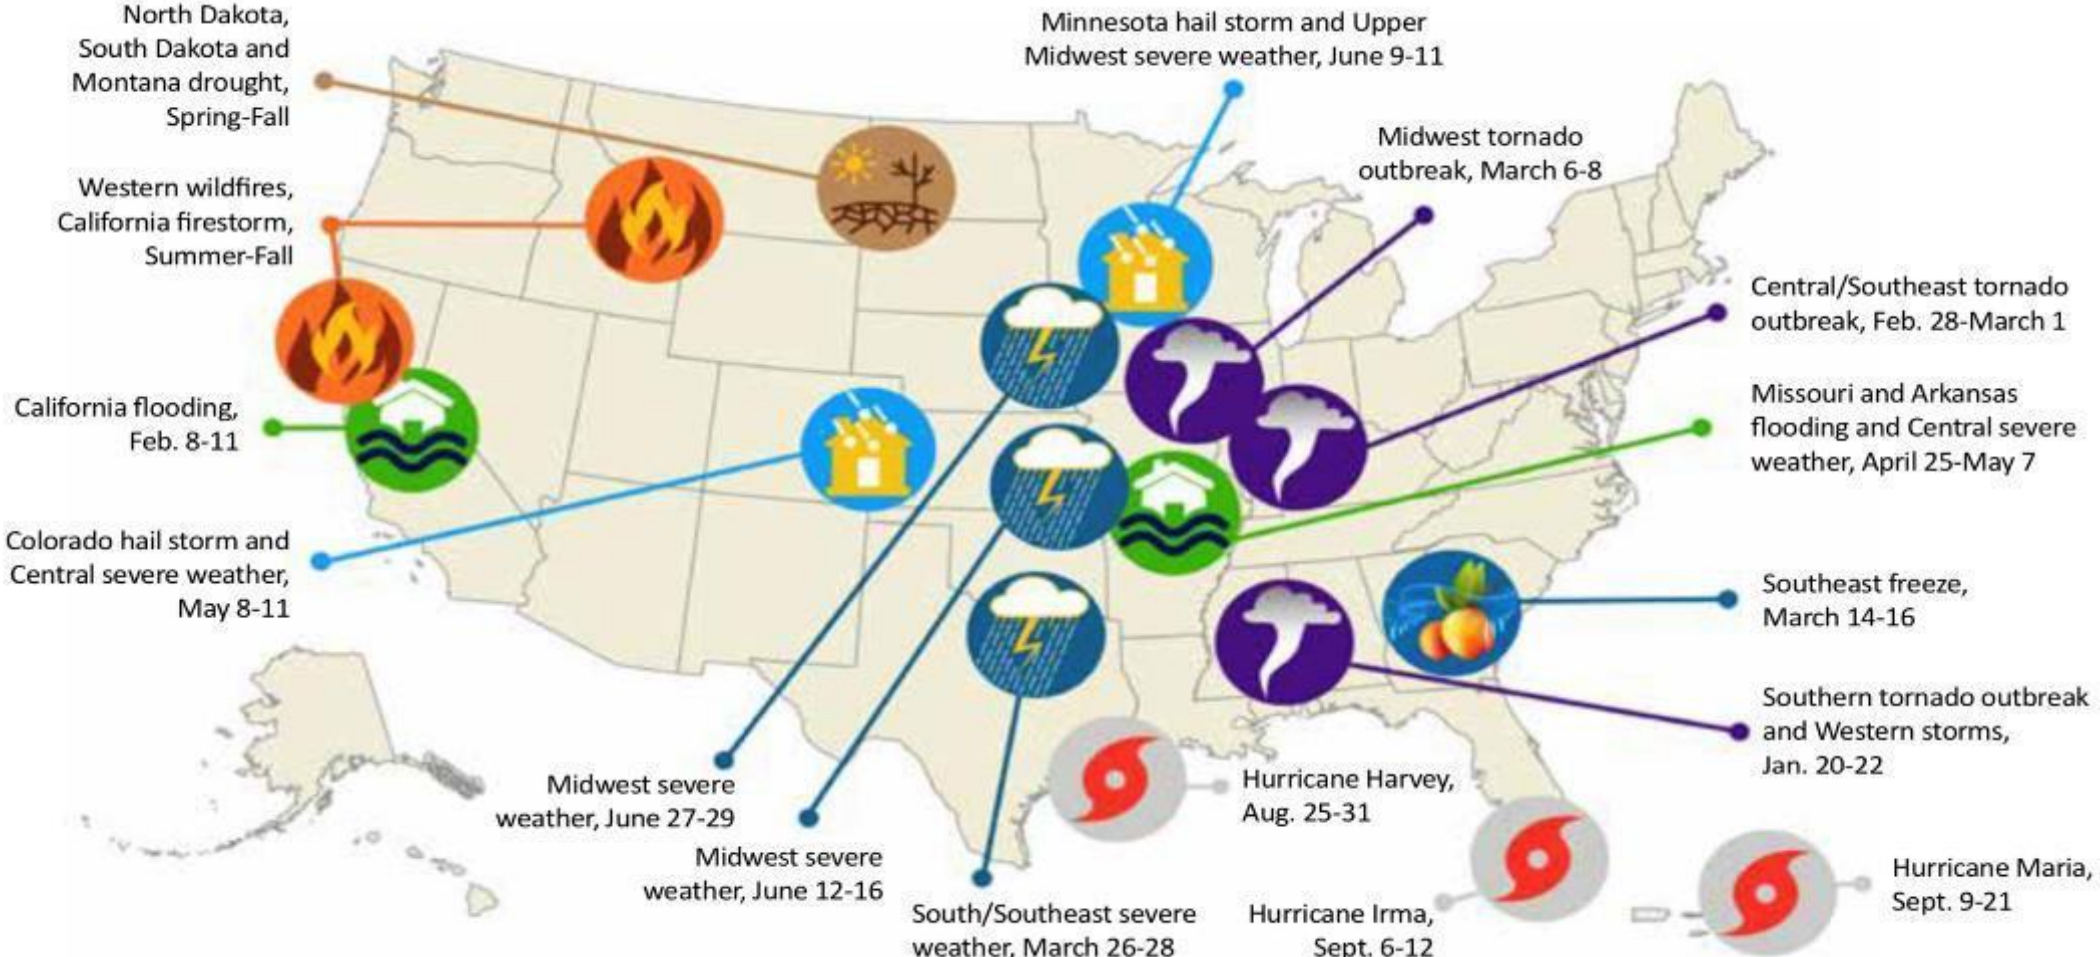 North Dakota,
South Dakota and
Montana drought,
Spring-Fall
Minnesota hail storm and Upper
Midwest severe weather, June 9-11
Midwest tornado
outbreak, March 6-8
Western wildfires,
California firestorm,
Summer-Fall
Central/Southeast tornado
outbreak, Feb. 28-March 1
California flooding,
Feb. 8-11
Missouri and Arkansas
flooding and Central severe
weather, April 25-May 7
Colorado hail storm and
Central severe weather,
May 8-11
Southeast freeze,
March 14-16
Southern tornado outbreak
and Western storms,
Jan. 20-22
Midwest severe
weather, June 27-29
Hurricane Harvey,
Aug. 25-31
Midwest severe
weather, June 12-16
Hurricane Maria,
Sept. 9-21
South/Southeast severe
weather, March 26-28
Hurricane Irma,
Sept. 6-12